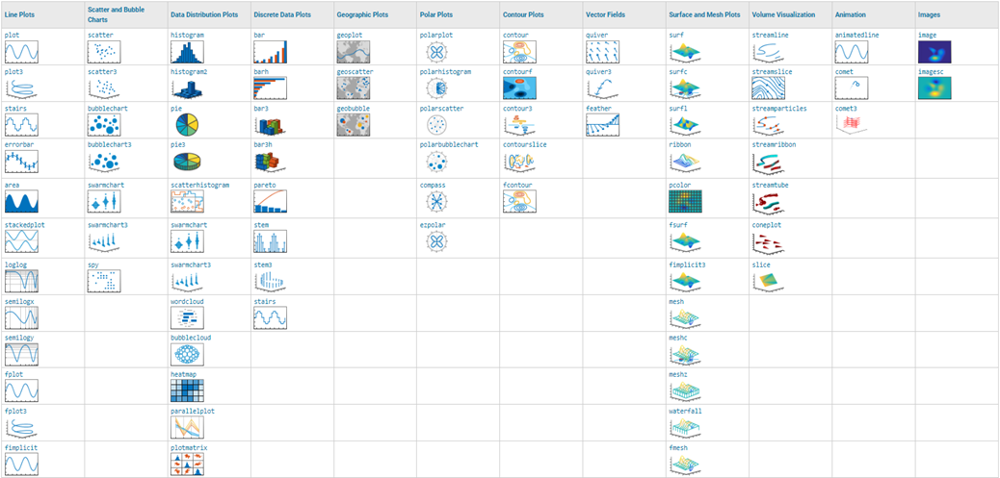 Line Plots
Scatter and Bubble
Charts
Data Distribution Plots
Discrete Data Plots
Geographic Plots
Polar Plots
Contour Plots
Vector Fields
Surface and Mesh Plots
Volume Visualization
Animation
Images
plot
scatter
histogram
bar
geoplot
polarplot
contour
quiver
surf
streamline
animatedline
image
plot3
scatter3
histogram2
barh
geoscatter
polarhistogram
contourf
quiver3
surfc
streamslice
comet
imagesc
stairs
bubblechart
pie
bar3
geobubble
polarscatter
contour3
feather
surfl
streamparticles
comet3
errorbar
bubblechart3
pie3
bar3h
polarbubblechart
contourslice
ribbon
streamribbon
area
swarmchart
scatterhistogram
pareto
compass
fcontour
pcolor
streamtube
stackedplot
swarmchart3
swarmchart
stem
ezpolar
fsurf
coneplot
loglog
spy
swarmchart3
stem3
fimplicit3
slice
semilogx
wordcloud
stairs
mesh
semilogy
bubblecloud
meshc
fplot
heatmap
meshz
fplot3
parallelplot
waterfall
fimplicit
plotmatrix
fmesh